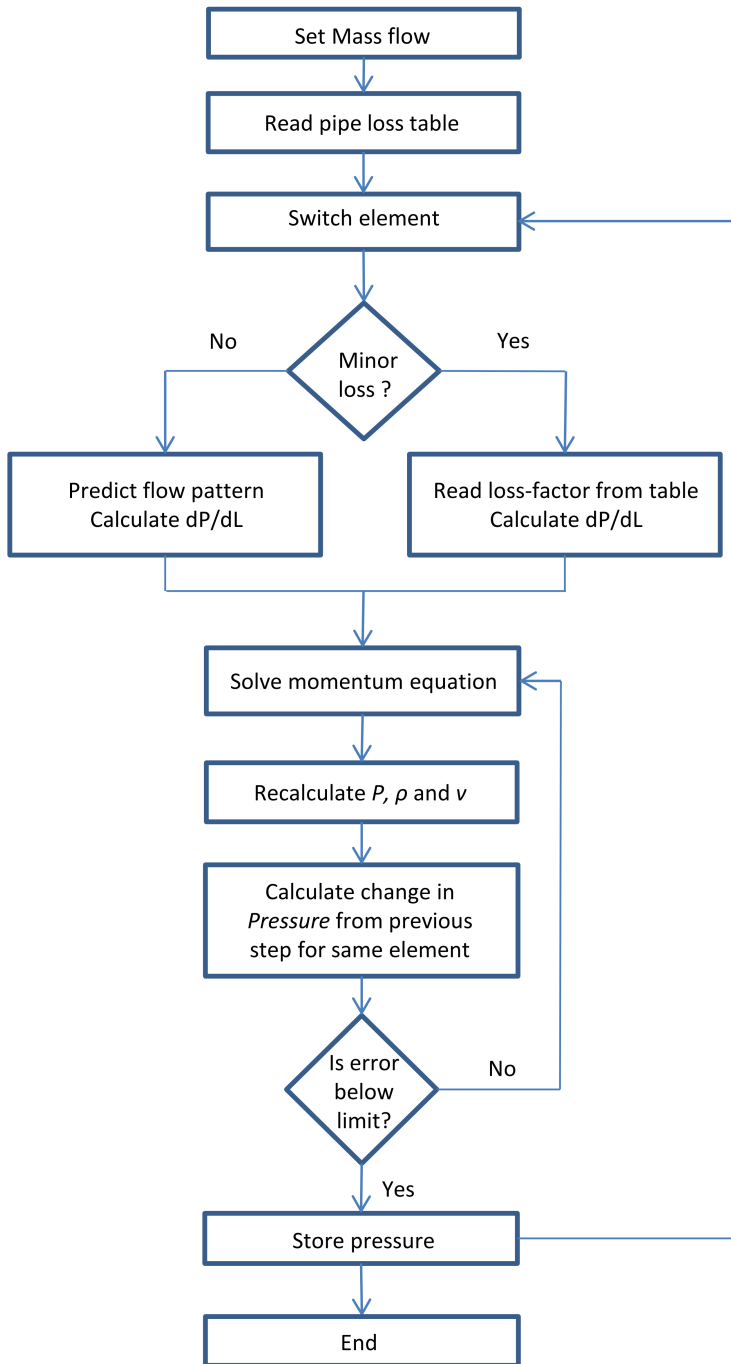 Set Mass flow
Read pipe loss table
Switch element
No
Yes
Minor
loss ?
Predict flow pattern
Calculate dP/dL
Read loss-factor from table
Calculate dP/dL
Solve momentum equation
Recalculate P, ρ and v
Calculate change in
Pressure from previous
step for same element
Is error
below
limit?
No
Yes
Store pressure
End